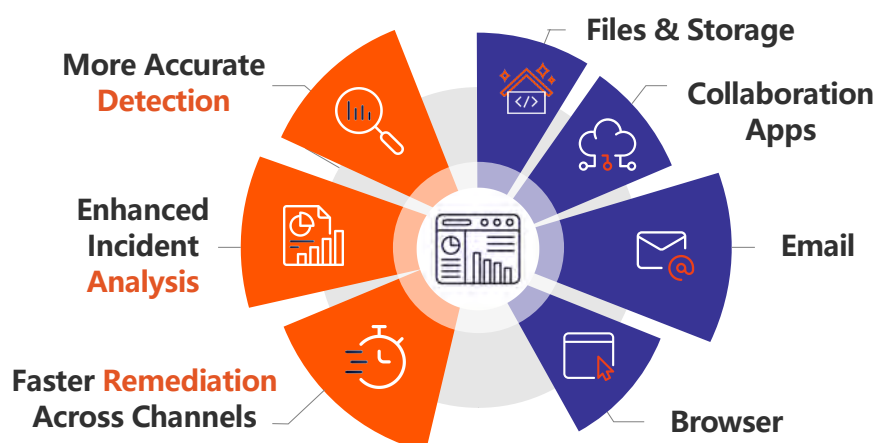 More Accurate
Detection
Enhanced
Incident
Analysis
Faster Remediation
Across Channels
Files & Storage
</>
Collaboration
Apps
Email
@
Browser